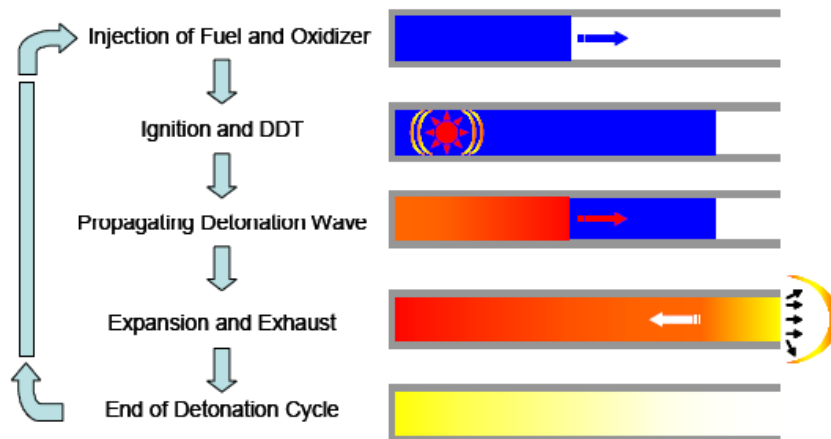 Injection of Fuel and Oxidizer
Ignition and DDT
Propagating Detonation Wave
Expansion and Exhaust
End of Detonation Cycle